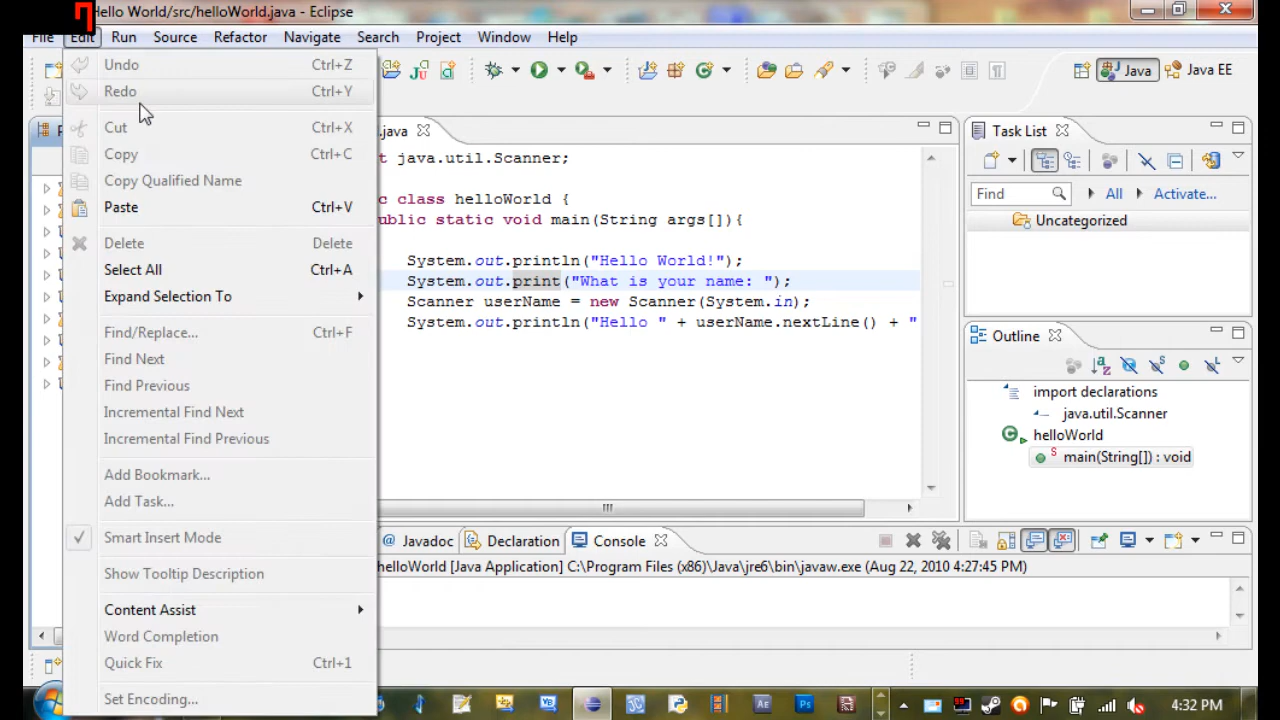 Hello World/src/helloWorld.java - Eclipse
File Edit Run Source Refactor Navigate Search Project Window Help
Undo Ctrl+Z
Redo Ctrl+Y
Cut Ctrl+X
Copy Ctrl+C
Copy Qualified Name
Paste Ctrl+V
Delete Delete
Select All Ctrl+A
Expand Selection To
Find/Replace... Ctrl+F
Find Next
Find Previous
Incremental Find Next
Incremental Find Previous
Add Bookmark...
Add Task...
Smart Insert Mode
Show Tooltip Description
Content Assist
Word Completion
Quick Fix Ctrl+1
Set Encoding...
Java Java EE
.java
t java.util.Scanner;
c class helloWorld {
ublic static void main(String args[]){
System.out.println("Hello World!");
System.out.print("What is your name: ");
Scanner userName = new Scanner(System.in);
System.out.println("Hello " + userName.nextLine() + "
Task List
Find All Activate...
Uncategorized
Outline
import declarations
java.util.Scanner
helloWorld
main(String[]) : void
@ Javadoc Declaration Console
helloWorld [Java Application] C:\Program Files (x86)\Java\jre6\bin\javaw.exe (Aug 22, 2010 4:27:45 PM)
VB Ae Ps 4:32 PM